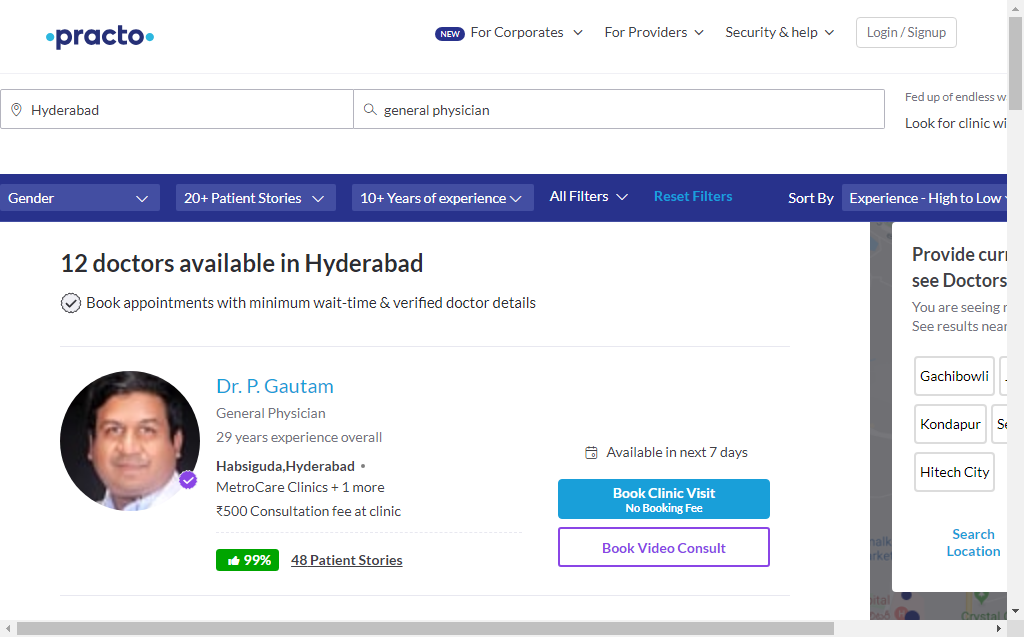 practo
NEW For Corporates
For Providers
Security & help
Login / Signup
Hyderabad
general physician
Fed up of endless w
Look for clinic wi
Gender
20+ Patient Stories
10+ Years of experience
All Filters
Reset Filters
Sort By
Experience - High to Low
12 doctors available in Hyderabad
Book appointments with minimum wait-time & verified doctor details
Dr. P. Gautam
General Physician
29 years experience overall
Habsiguda,Hyderabad
MetroCare Clinics + 1 more
₹500 Consultation fee at clinic
99% 48 Patient Stories
Available in next 7 days
Book Clinic Visit
No Booking Fee
Book Video Consult
Provide curr
see Doctors
You are seeing r
See results near
Gachibowli
Kondapur
Se
Hitech City
Search
Location